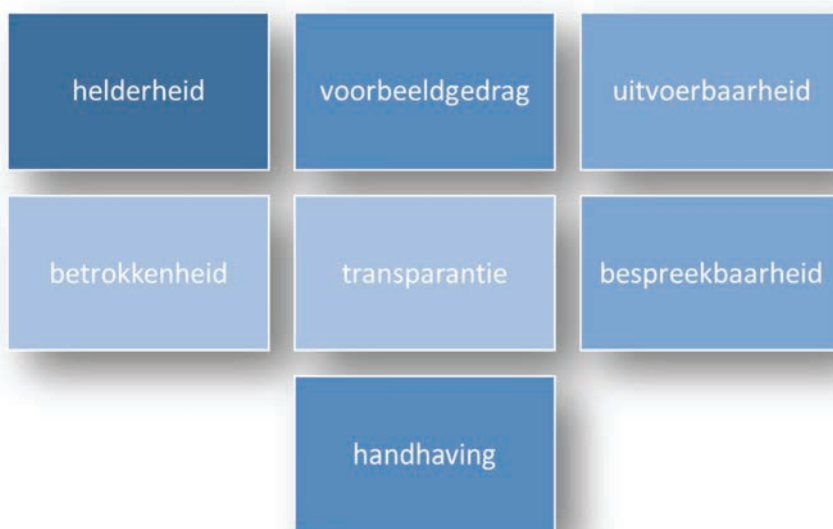 helderheid
voorbeeldgedrag
uitvoerbaarheid
betrokkenheid
transparantie
bespreekbaarheid
handhaving